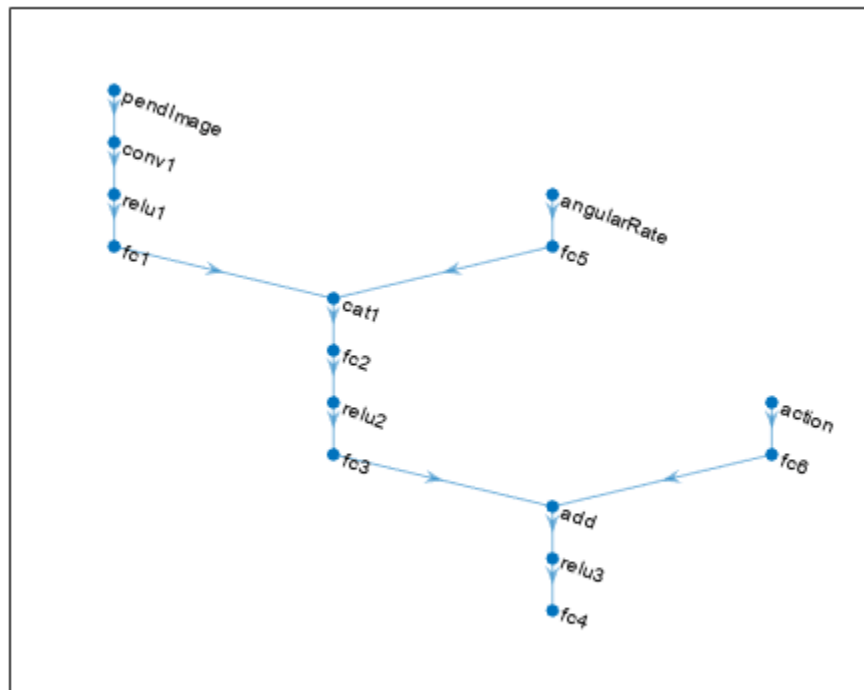 pendImage
conv1
relu1
angularRate
fc1
fc5
cat1
fc2
relu2
action
fc3
fc6
add
relu3
fc4